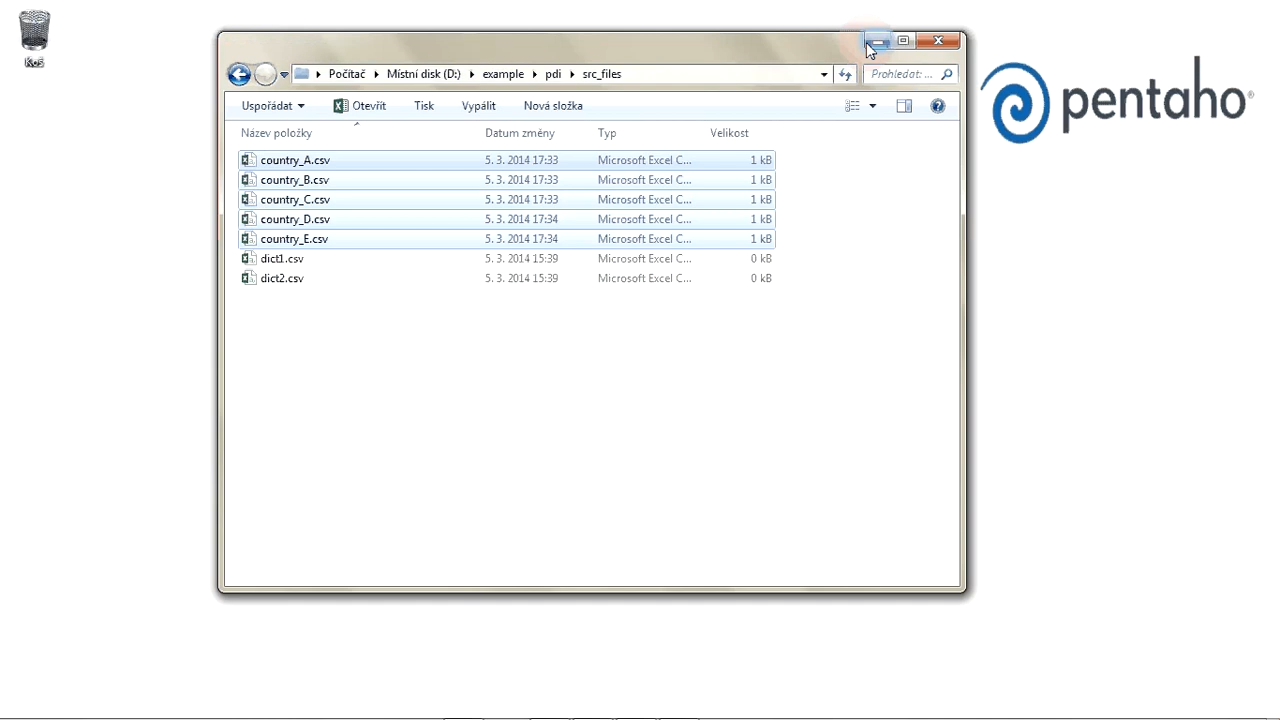 Koš
pentaho®
Počítač Místní disk (D:) example pdi src_files Prohledat: ...
Uspořádat Otevřít Tisk Vypálit Nová složka
Název položky Datum změny Typ Velikost
country_A.csv 5. 3. 2014 17:33 Microsoft Excel C... 1 kB
country_B.csv 5. 3. 2014 17:33 Microsoft Excel C... 1 kB
country_C.csv 5. 3. 2014 17:33 Microsoft Excel C... 1 kB
country_D.csv 5. 3. 2014 17:34 Microsoft Excel C... 1 kB
country_E.csv 5. 3. 2014 17:34 Microsoft Excel C... 1 kB
dict1.csv 5. 3. 2014 15:39 Microsoft Excel C... 0 kB
dict2.csv 5. 3. 2014 15:39 Microsoft Excel C... 0 kB